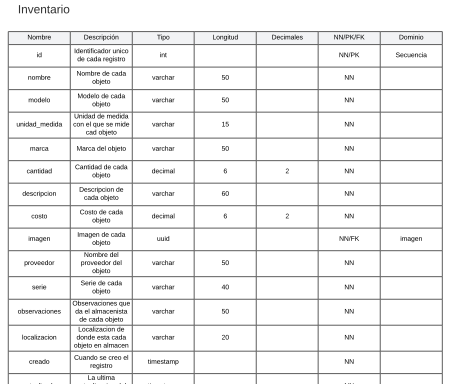 Inventario
Nombre Descripción Tipo Longitud Decimales NN/PK/FK Dominio
id Identificador unico de cada registro int NN/PK Secuencia
nombre Nombre de cada objeto varchar 50 NN
modelo Modelo de cada objeto varchar 50 NN
unidad_medida Unidad de medida con el que se mide cad objeto varchar 15 NN
marca Marca del objeto varchar 50 NN
cantidad Cantidad de cada objeto decimal 6 2 NN
descripcion Descripcion de cada objeto varchar 60 NN
costo Costo de cada objeto decimal 6 2 NN
imagen Imagen de cada objeto uuid NN/FK imagen
proveedor Nombre del proveedor del objeto varchar 50 NN
serie Serie de cada objeto varchar 40 NN
observaciones Observaciones que da el almacenista de cada objeto varchar 50 NN
localizacion Localizacion de donde esta cada objeto en almacen varchar 20 NN
creado Cuando se creo el registro timestamp NN
La ultima